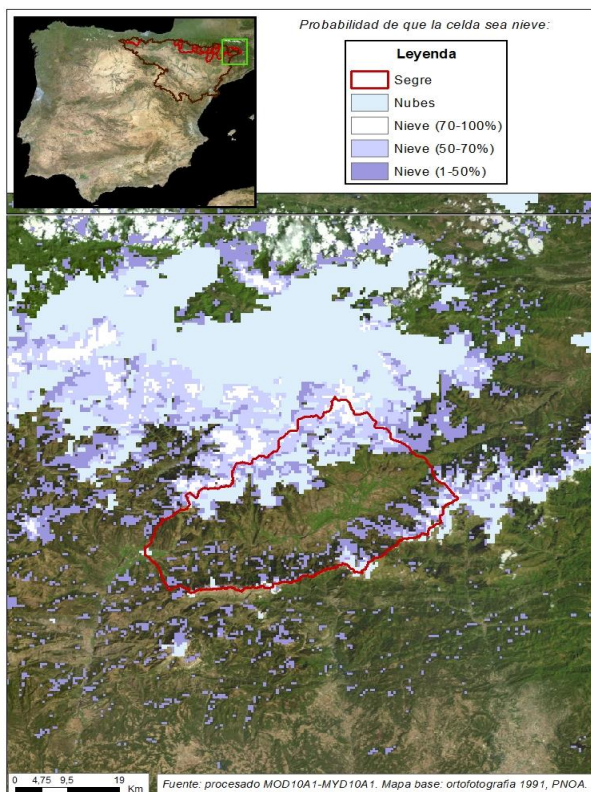 Probabilidad de que la celda sea nieve:
Leyenda
Segre
Nubes
Nieve (70-100%)
Nieve (50-70%)
Nieve (1-50%)
0 4,75 9,5 19
Km
Fuente: procesado MOD10A1-MYD10A1. Mapa base: ortofotografia 1991, PNOA.